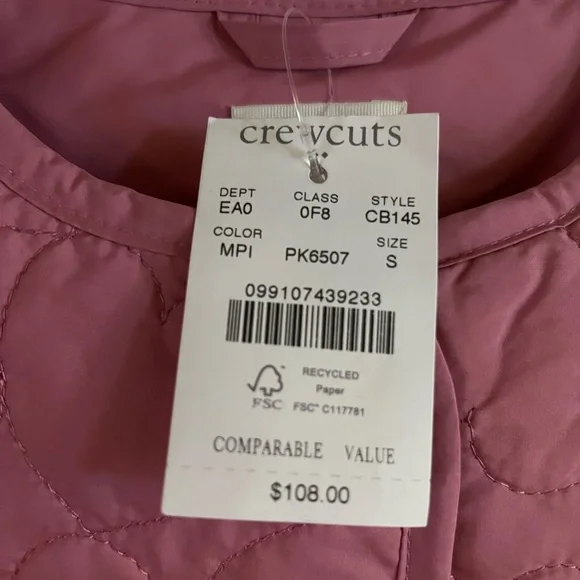 crewcuts
DEPT CLASS STYLE
EA0 0F8 CB145
COLOR SIZE
MPI PK6507 S
099107439233
RECYCLED
Paper
FSC FSC™ C117781
COMPARABLE VALUE
$108.00